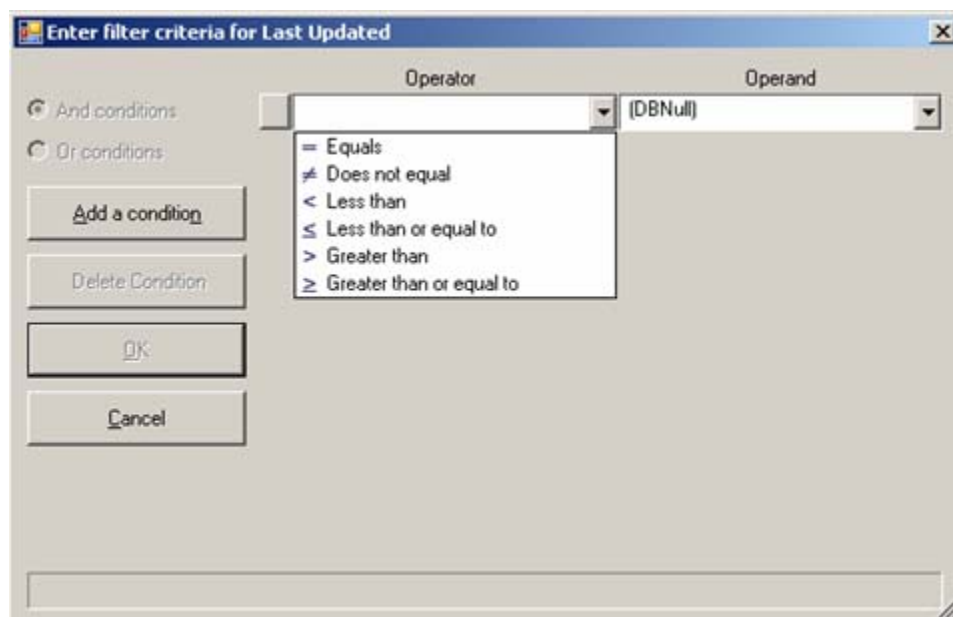 Enter filter criteria for Last Updated
Operator Operand
And conditions
(DBNull)
Or conditions
= Equals
≠ Does not equal
< Less than
≤ Less than or equal to
> Greater than
≥ Greater than or equal to
Add a condition
Delete Condition
OK
Cancel